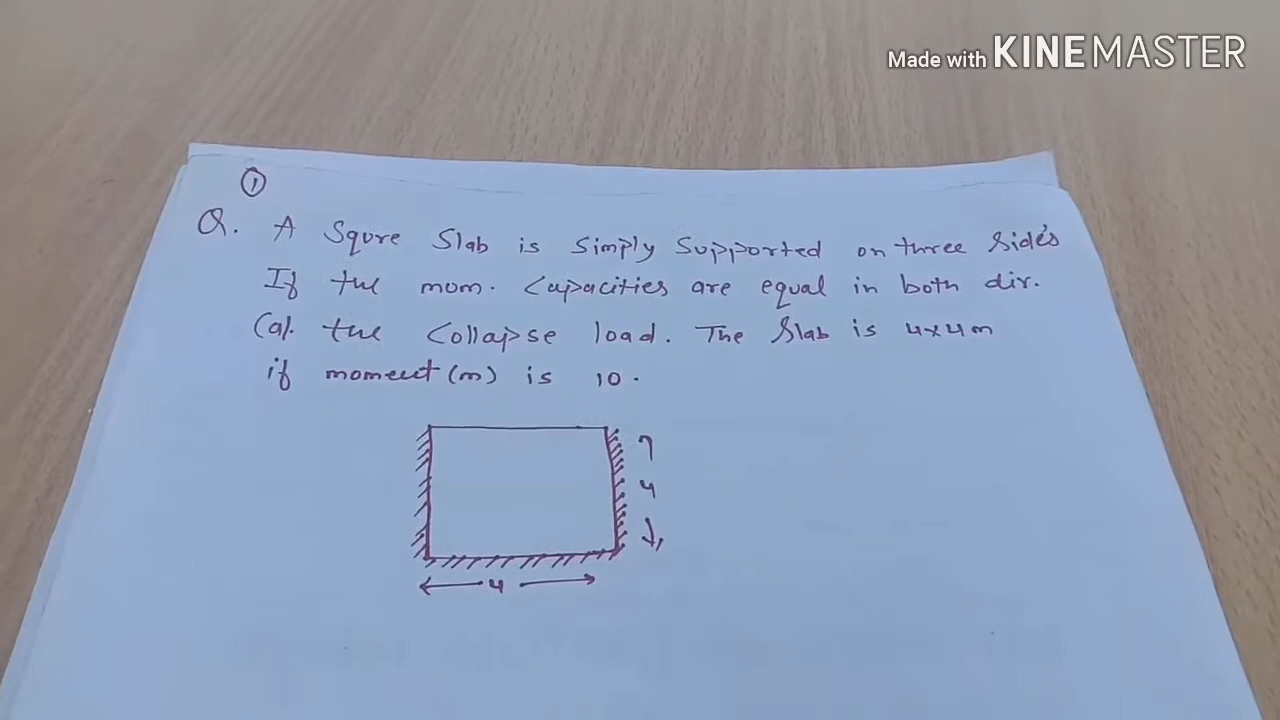 Made with KINEMASTER
①
Q. A Squre Slab is Simply Supported on three Sides
If the mom. Capacities are equal in both dir.
Cal. the Collapse load. The Slab is 4x4m
if moment (m) is 10.
4
4